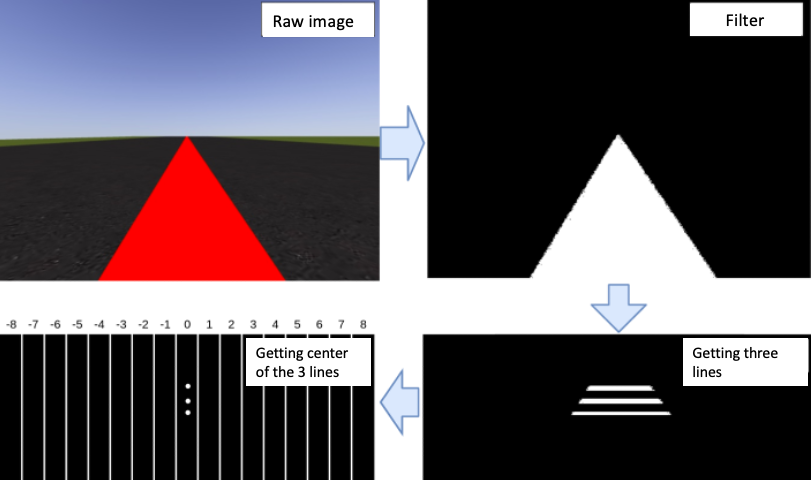 Raw image
Filter
-8 -7 -6 -5 -4 -3 -2 -1 0 1 2 3 4 5 6 7 8
Getting center
of the 3 lines
Getting three
lines